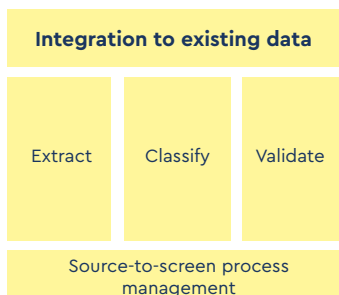 Integration to existing data
Extract
Classify
Validate
Source-to-screen process
management